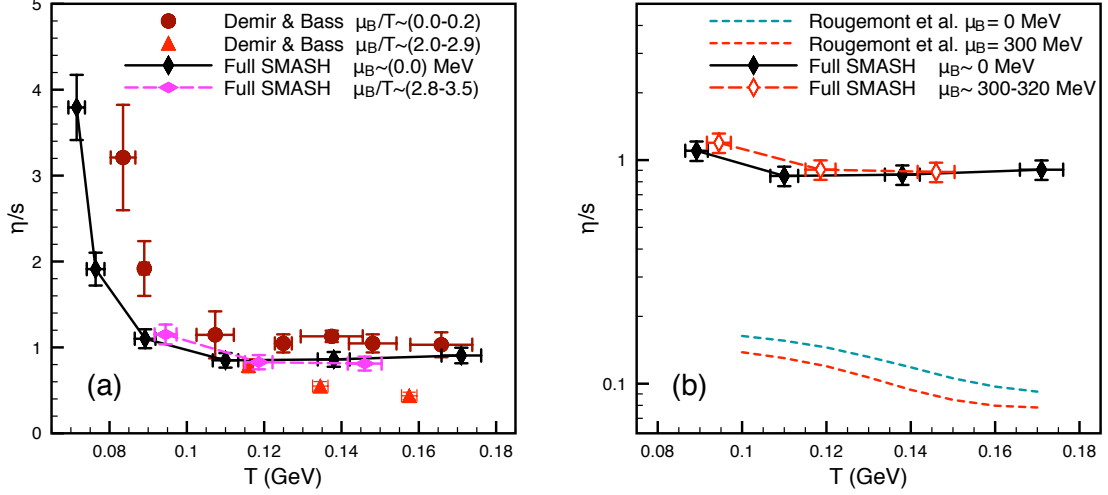 Demir & Bass μB/T~(0.0-0.2)
Demir & Bass μB/T~(2.0-2.9)
Full SMASH μB~(0.0) MeV
Full SMASH μB/T~(2.8-3.5)
5
4
3
2
1
0
η/s
(a)
0.08
0.1
0.12
0.14
0.16
0.18
T (GeV)
Rougemont et al. μB= 0 MeV
Rougemont et al. μB= 300 MeV
Full SMASH μB~ 0 MeV
Full SMASH μB~ 300-320 MeV
1
0.1
η/s
(b)
0.08
0.1
0.12
0.14
0.16
0.18
T (GeV)